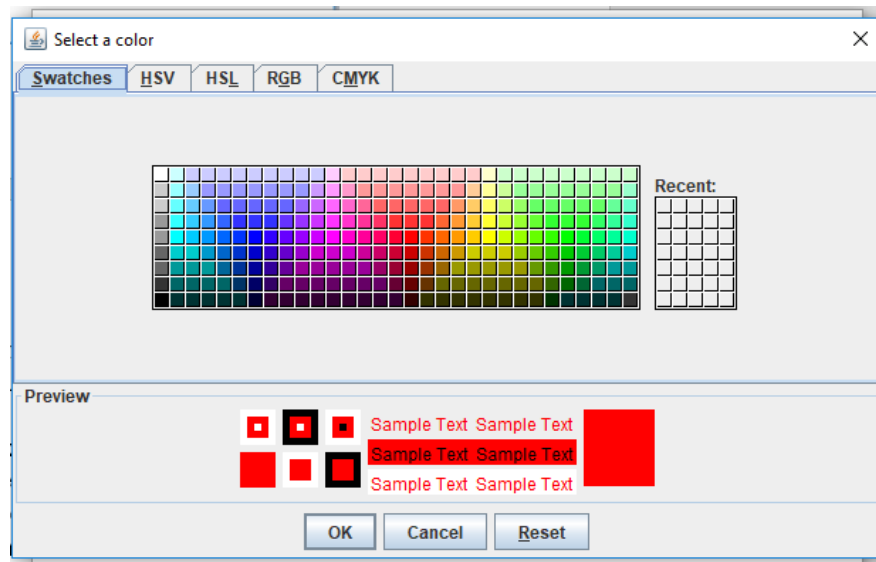 Select a color
Swatches HSV HSL RGB CMYK
Recent:
Preview
Sample Text Sample Text
Sample Text Sample Text
Sample Text Sample Text
OK Cancel Reset